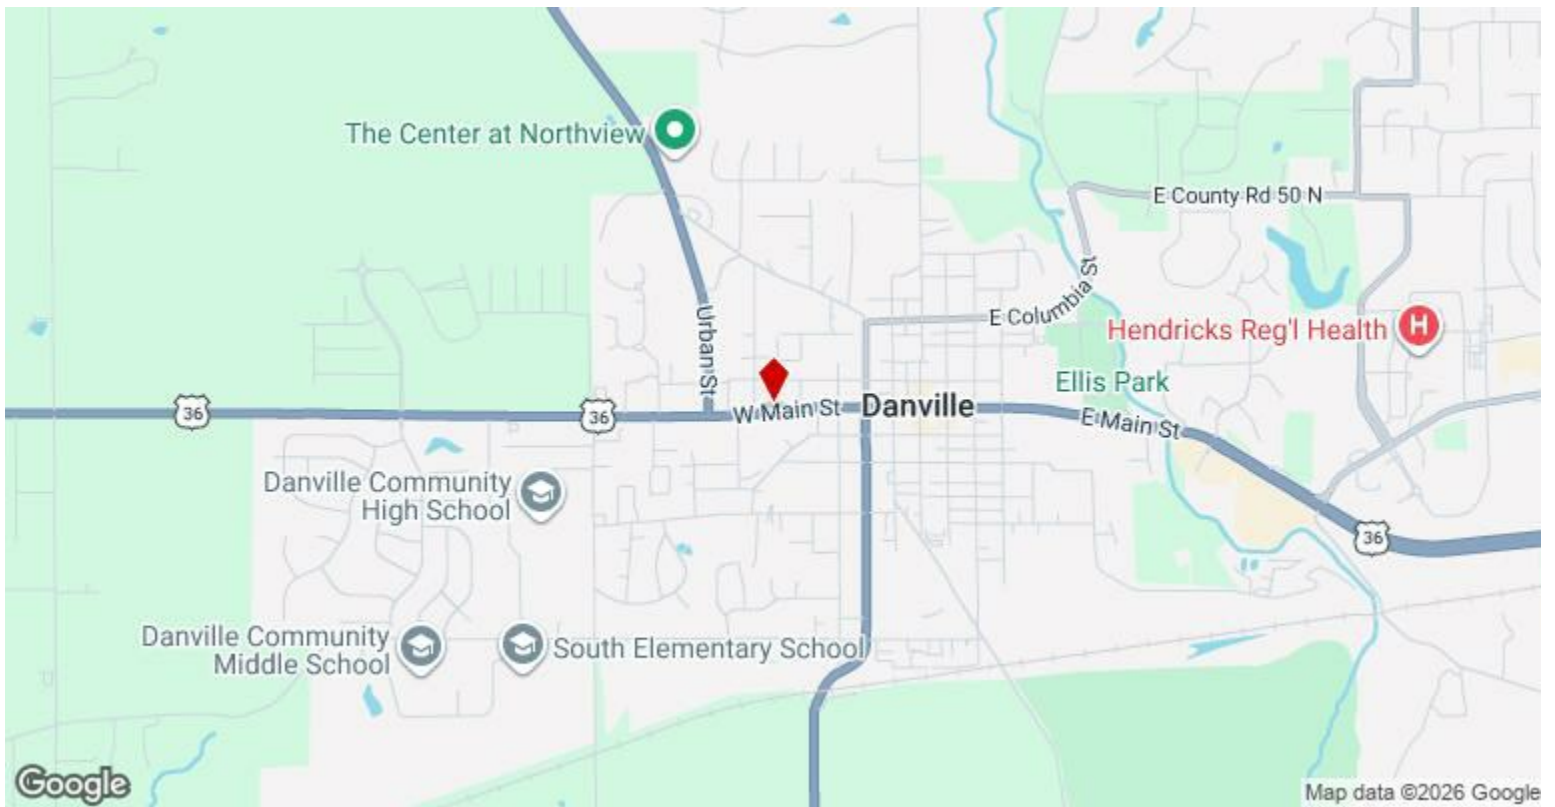 The Center at Northview
E County Rd 50 N
Urban St
E Columbia St
Hendricks Reg'l Health
H
Ellis Park
36
36
W Main St
Danville
E Main St
Danville Community
High School
36
Danville Community
Middle School
South Elementary School
Google
Map data ©2026 Google